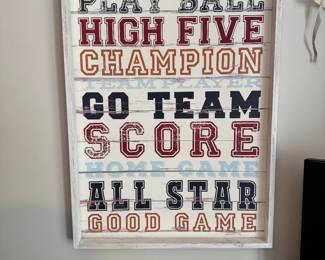 PLAY BALL
HIGH FIVE
CHAMPION
TEAM PLAYER
GO TEAM
SCORE
HOME GAME
ALL STAR
GOOD GAME